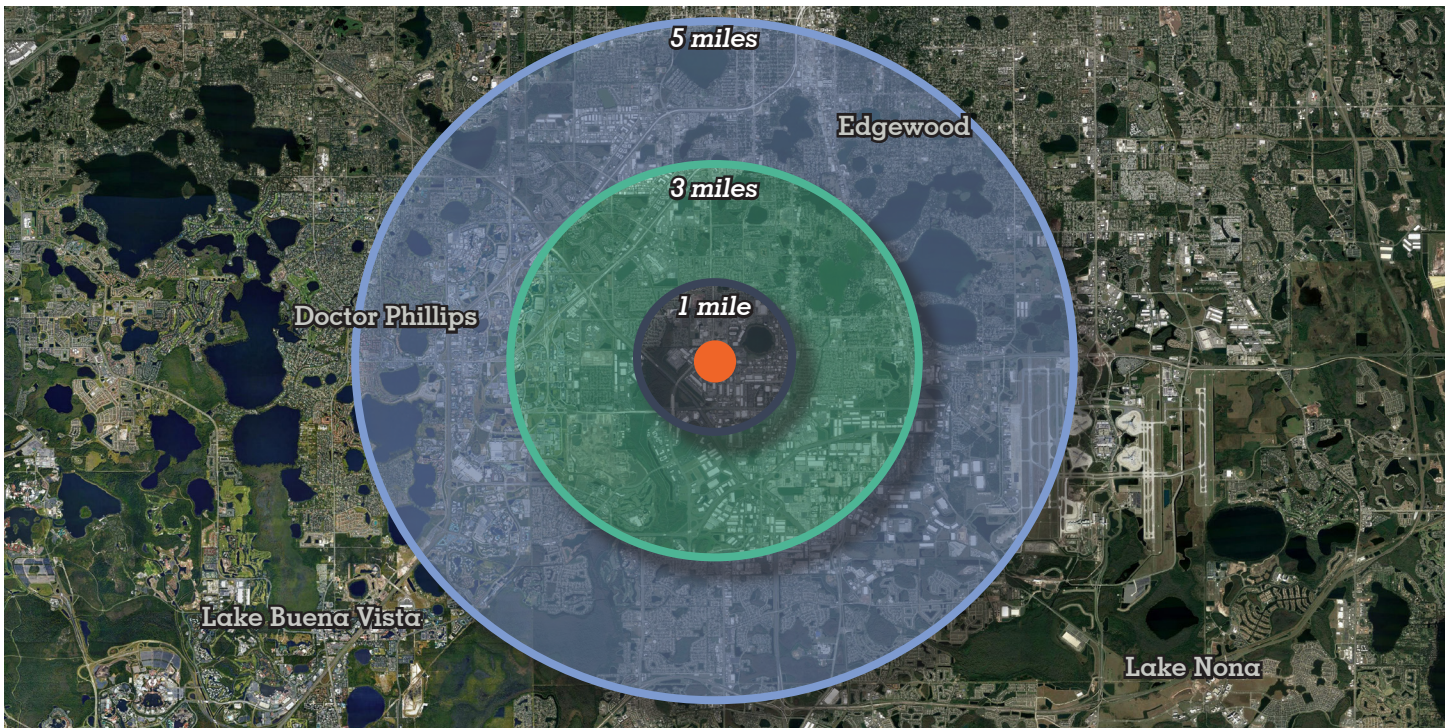 5 miles
Edgewood
3 miles
1 mile
Doctor Phillips
Lake Buena Vista
Lake Nona